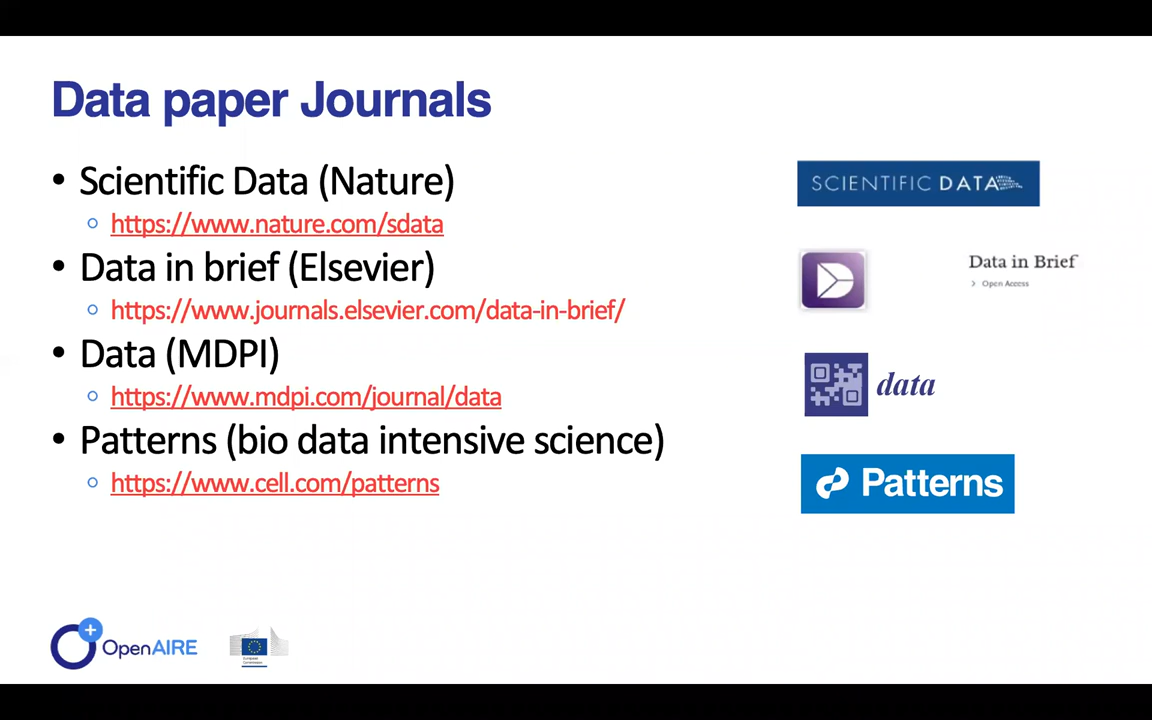 Data paper Journals
• Scientific Data (Nature)
https://www.nature.com/sdata
• Data in brief (Elsevier)
https://www.journals.elsevier.com/data-in-brief/
• Data (MDPI)
https://www.mdpi.com/journal/data
• Patterns (bio data intensive science)
https://www.cell.com/patterns
SCIENTIFIC DATA
Data in Brief
> Open Access
data
Patterns
OpenAIRE
European
Commission